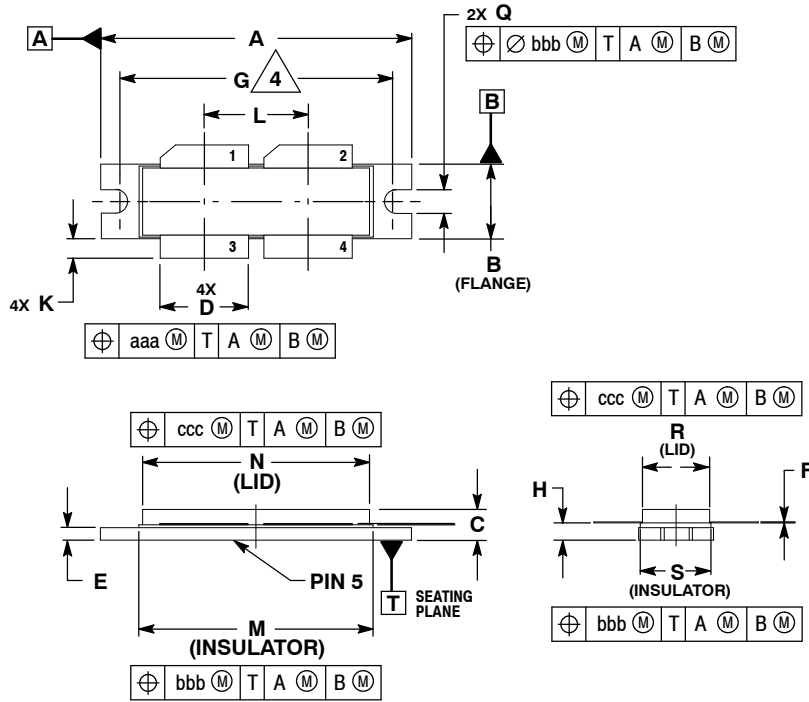 2X Q
A A
⌖ ⌀ bbb Ⓜ T A Ⓜ B Ⓜ
G 4
B
L
1 2
3 4
B
(FLANGE)
4X K
4X
D
⌖ aaa Ⓜ T A Ⓜ B Ⓜ
⌖ ccc Ⓜ T A Ⓜ B Ⓜ
N
(LID)
C
E
PIN 5
T SEATING
PLANE
M
(INSULATOR)
⌖ bbb Ⓜ T A Ⓜ B Ⓜ
⌖ ccc Ⓜ T A Ⓜ B Ⓜ
R
(LID)
H
F
S
(INSULATOR)
⌖ bbb Ⓜ T A Ⓜ B Ⓜ